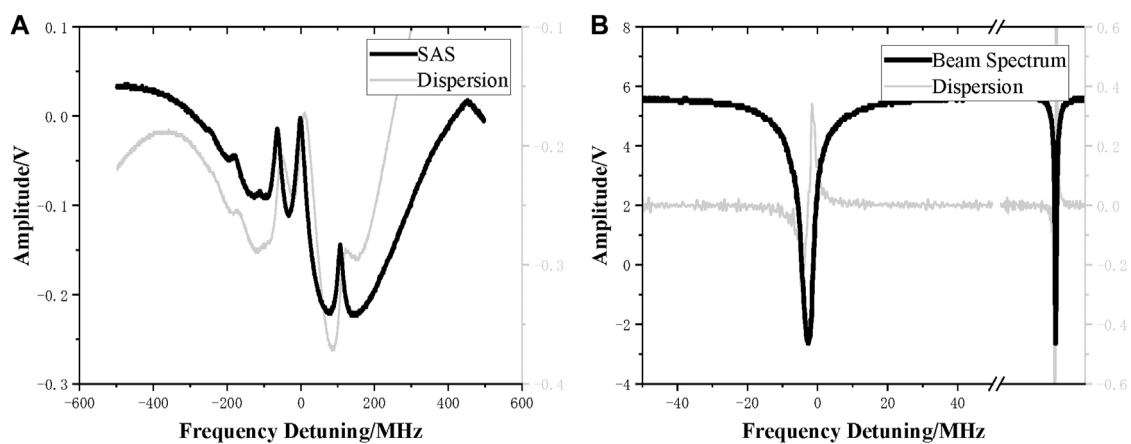 A
SAS
Dispersion
0.1
0.0
-0.1
-0.2
-0.3
-0.1
-0.2
-0.3
-0.4
Amplitude/V
-600 -400 -200 0 200 400 600
Frequency Detuning/MHz
B
Beam Spectrum
Dispersion
8
6
4
2
0
-2
-4
0.6
0.4
0.2
0.0
-0.2
-0.4
-0.6
Amplitude/V
-40 -20 0 20 40
Frequency Detuning/MHz